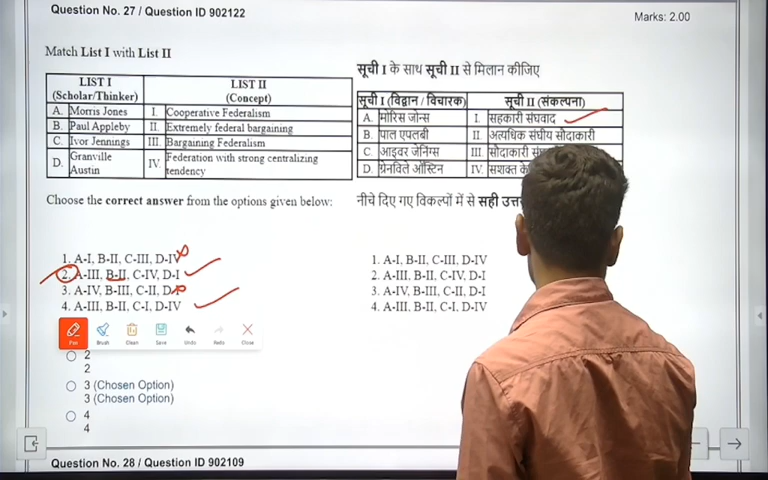 Question No. 27 / Question ID 902122
Marks: 2.00
Match List I with List II
LIST I
(Scholar/Thinker)
LIST II
(Concept)
A. Morris Jones I. Cooperative Federalism
B. Paul Appleby II. Extremely federal bargaining
C. Ivor Jennings III. Bargaining Federalism
D. Granville Austin IV Federation with strong centralizing tendency
Choose the correct answer from the options given below:
1. A-I, B-II, C-III, D-IV
2. A-III, B-II, C-IV, D-I
3. A-IV, B-III, C-II, D-I
4. A-III, B-II, C-I, D-IV
सूची I के साथ सूची II से मिलान कीजिए
सूची I (विद्वान / विचारक) सूची II (संकल्पना)
A. मोरिस जोन्स I. सहकारी संघवाद
B. पाल एपलबी II. अत्यधिक संघीय सौदाकारी
C. आइवर जेनिंग्स III. सौदाकारी
D. ग्रेनविले ऑस्टिन IV. सशक्त
नीचे दिए गए विकल्पों में से सही
1. A-I, B-II, C-III, D-IV
2. A-III, B-II, C-IV, D-I
3. A-IV, B-III, C-II, D-I
4. A-III, B-II, C-I, D-IV
Pen Brush Clean Save Undo Redo Close
2
2
3 (Chosen Option)
3 (Chosen Option)
4
4
Question No. 28 / Question ID 902109